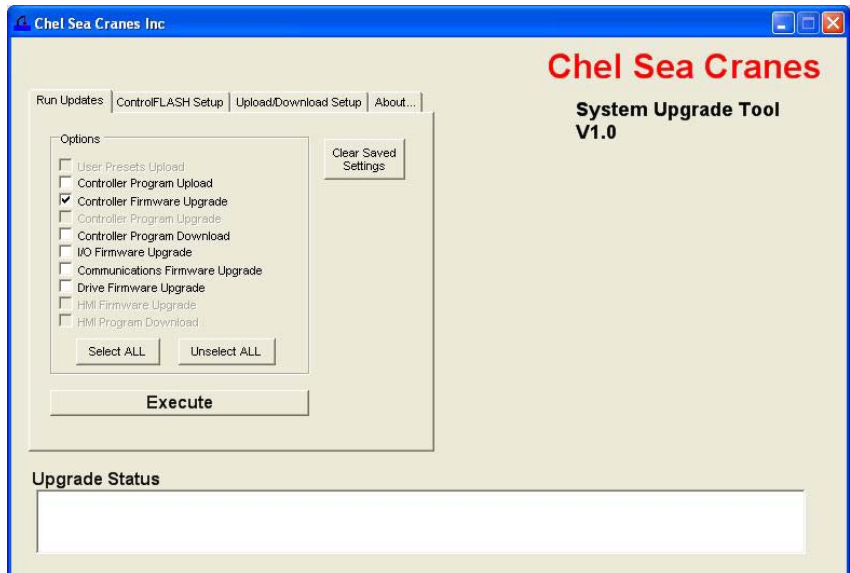 Chel Sea Cranes Inc
Chel Sea Cranes
System Upgrade Tool
V1.0
Run Updates
ControlFLASH Setup
Upload/Download Setup
About...
Options
User Presets Upload
Controller Program Upload
Controller Firmware Upgrade
Controller Program Upgrade
Controller Program Download
I/O Firmware Upgrade
Communications Firmware Upgrade
Drive Firmware Upgrade
HMI Firmware Upgrade
HMI Program Download
Select ALL
Unselect ALL
Clear Saved
Settings
Execute
Upgrade Status